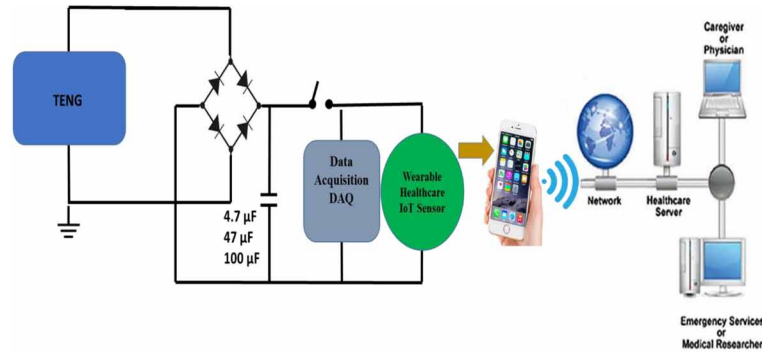 TENG
4.7 µF
47 µF
100 µF
Data
Acquisition
DAQ
Wearable
Healthcare
IoT Sensor
Network
Healthcare
Server
Caregiver
or
Physician
Emergency Services
or
Medical Researcher